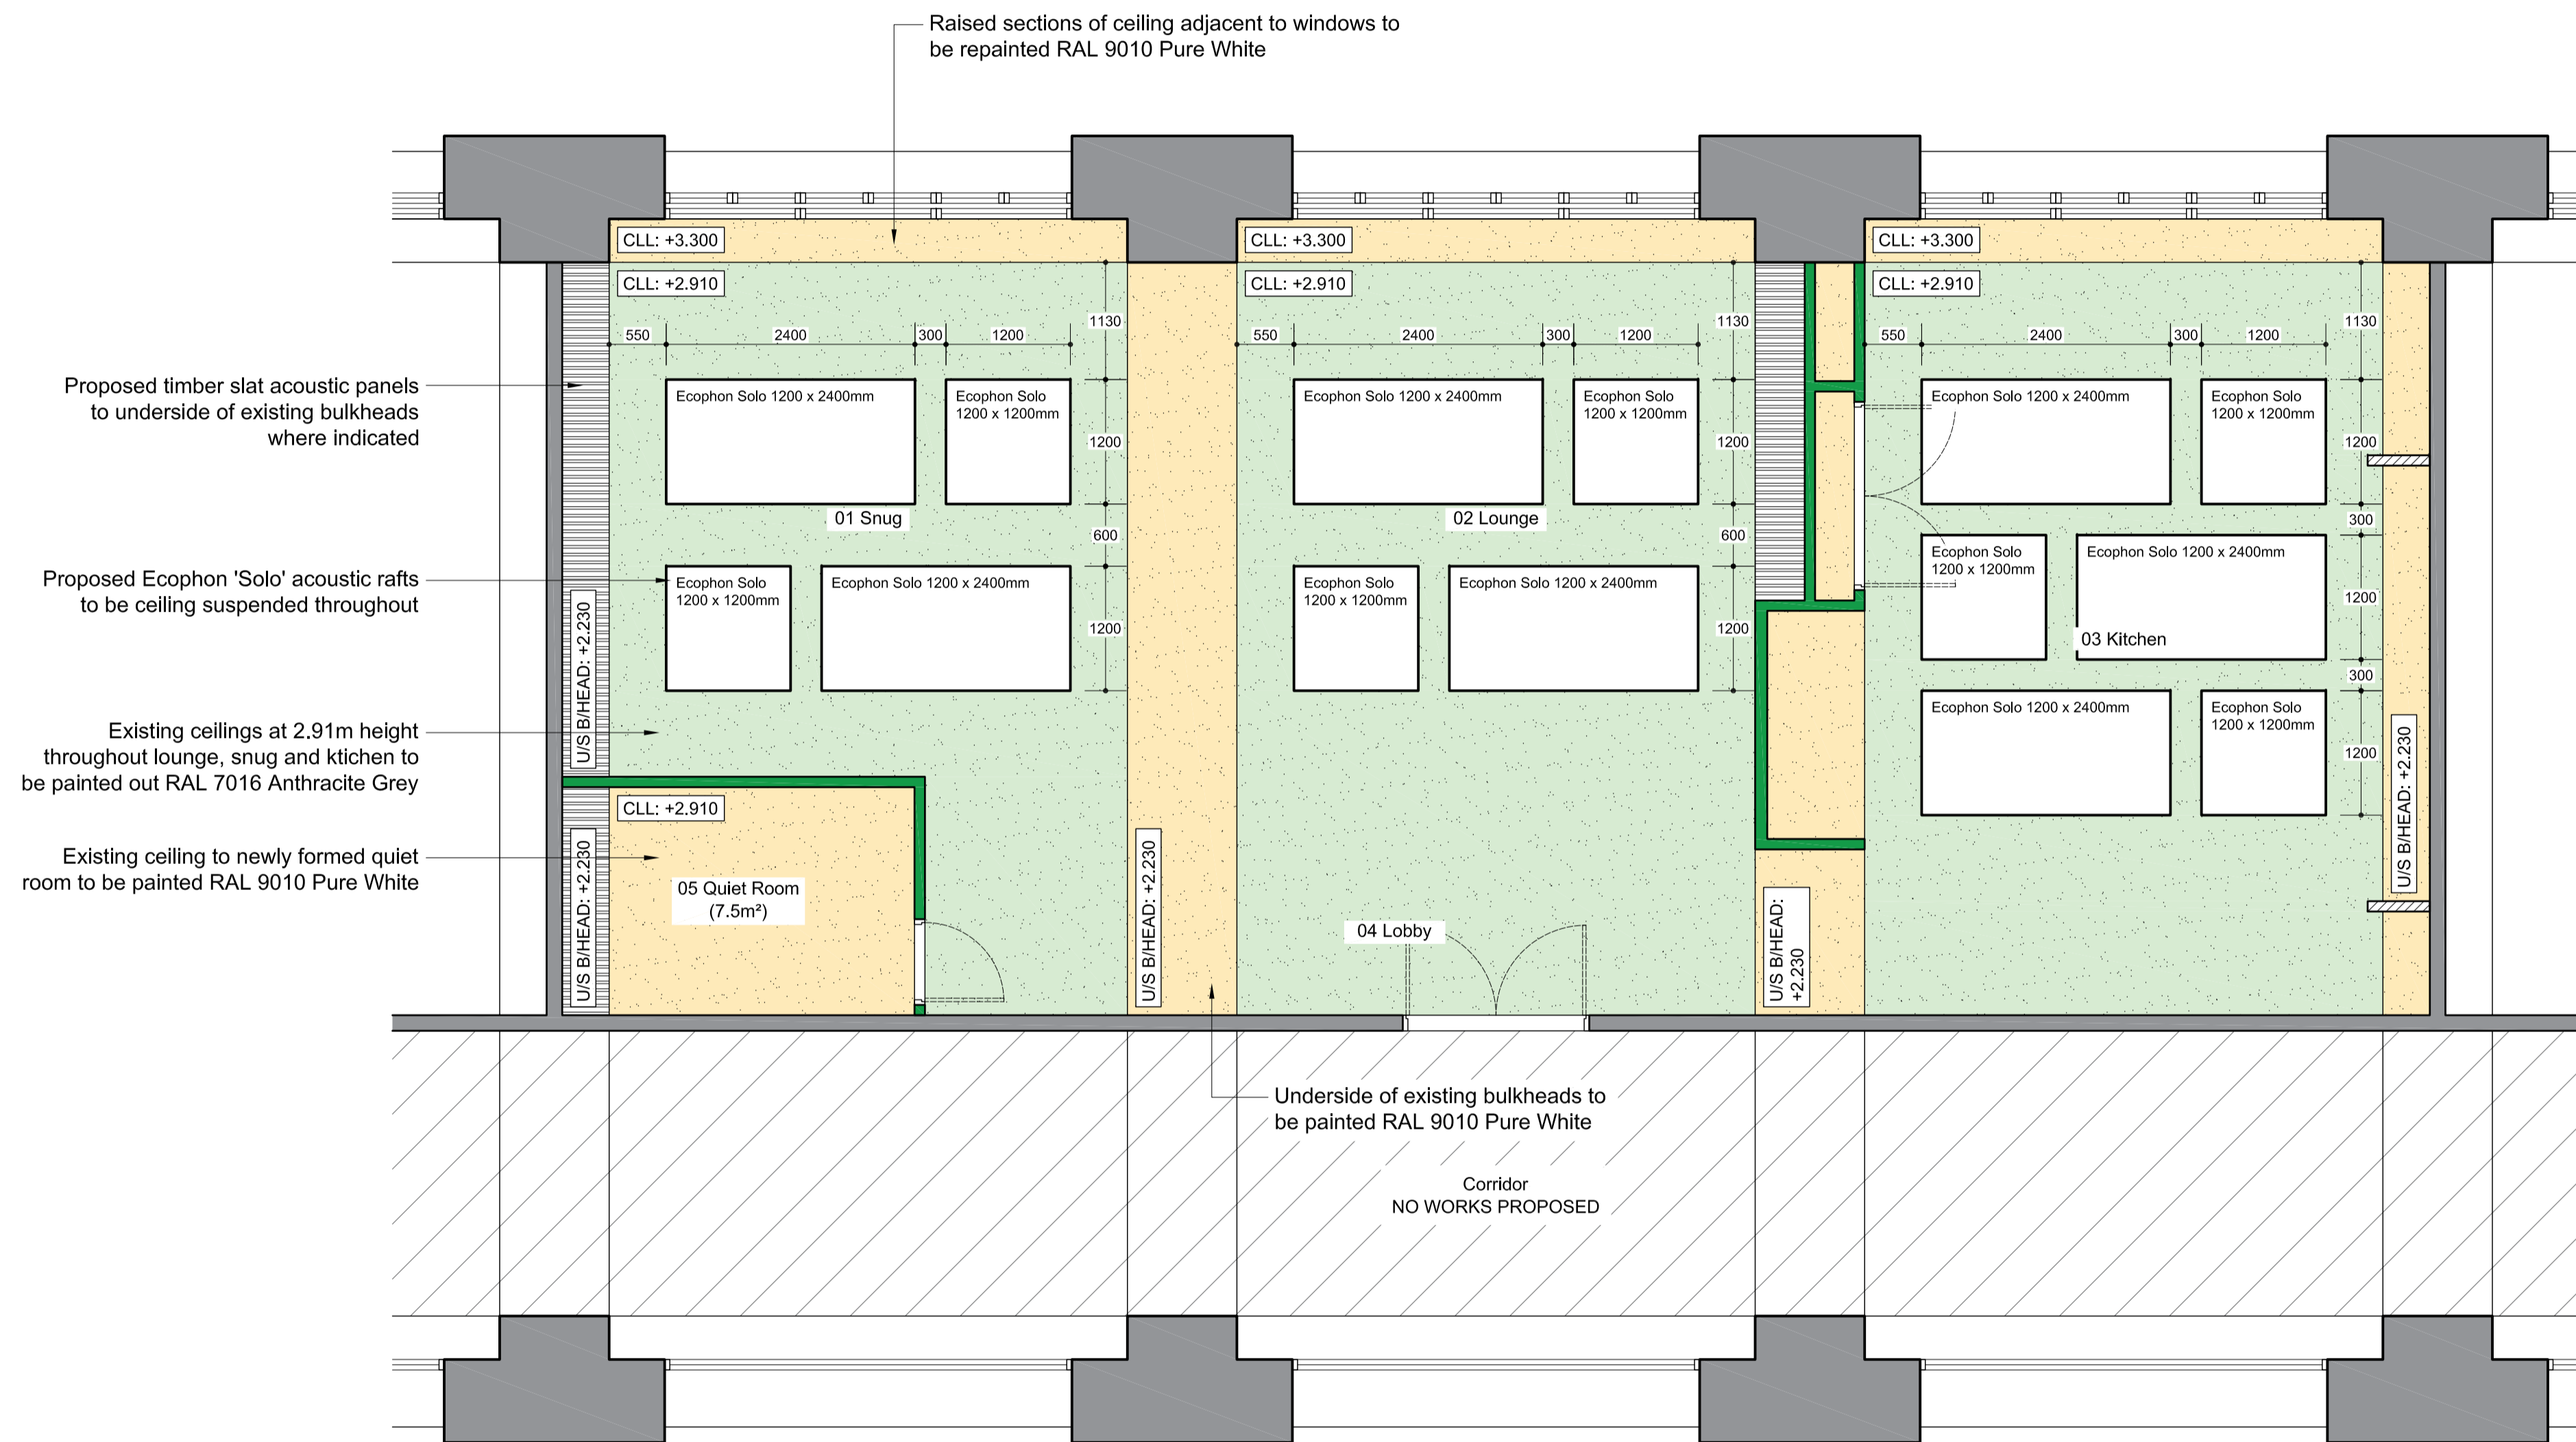 Raised sections of ceiling adjacent to windows to
be repainted RAL 9010 Pure White
CLL: +3.300
CLL: +3.300
CLL: +3.300
CLL: +2.910
CLL: +2.910
CLL: +2.910
550
2400
300
1200
1130
550
2400
300
1200
1130
550
2400
300
1200
1130
Proposed timber slat acoustic panels
to underside of existing bulkheads
where indicated
Ecophon Solo 1200 x 2400mm
Ecophon Solo
1200 x 1200mm
1200
Ecophon Solo 1200 x 2400mm
Ecophon Solo
1200 x 1200mm
1200
Ecophon Solo 1200 x 2400mm
Ecophon Solo
1200 x 1200mm
1200
01 Snug
02 Lounge
600
600
300
Proposed Ecophon 'Solo' acoustic rafts
to be ceiling suspended throughout
Ecophon Solo
1200 x 1200mm
Ecophon Solo 1200 x 2400mm
1200
Ecophon Solo
1200 x 1200mm
Ecophon Solo 1200 x 2400mm
1200
Ecophon Solo
1200 x 1200mm
Ecophon Solo 1200 x 2400mm
1200
03 Kitchen
300
U/S B/HEAD: +2.230
Existing ceilings at 2.91m height
throughout lounge, snug and ktichen to
be painted out RAL 7016 Anthracite Grey
Ecophon Solo 1200 x 2400mm
Ecophon Solo
1200 x 1200mm
1200
U/S B/HEAD: +2.230
CLL: +2.910
Existing ceiling to newly formed quiet
room to be painted RAL 9010 Pure White
U/S B/HEAD: +2.230
05 Quiet Room
(7.5m²)
U/S B/HEAD: +2.230
04 Lobby
U/S B/HEAD:
+2.230
Underside of existing bulkheads to
be painted RAL 9010 Pure White
Corridor
NO WORKS PROPOSED